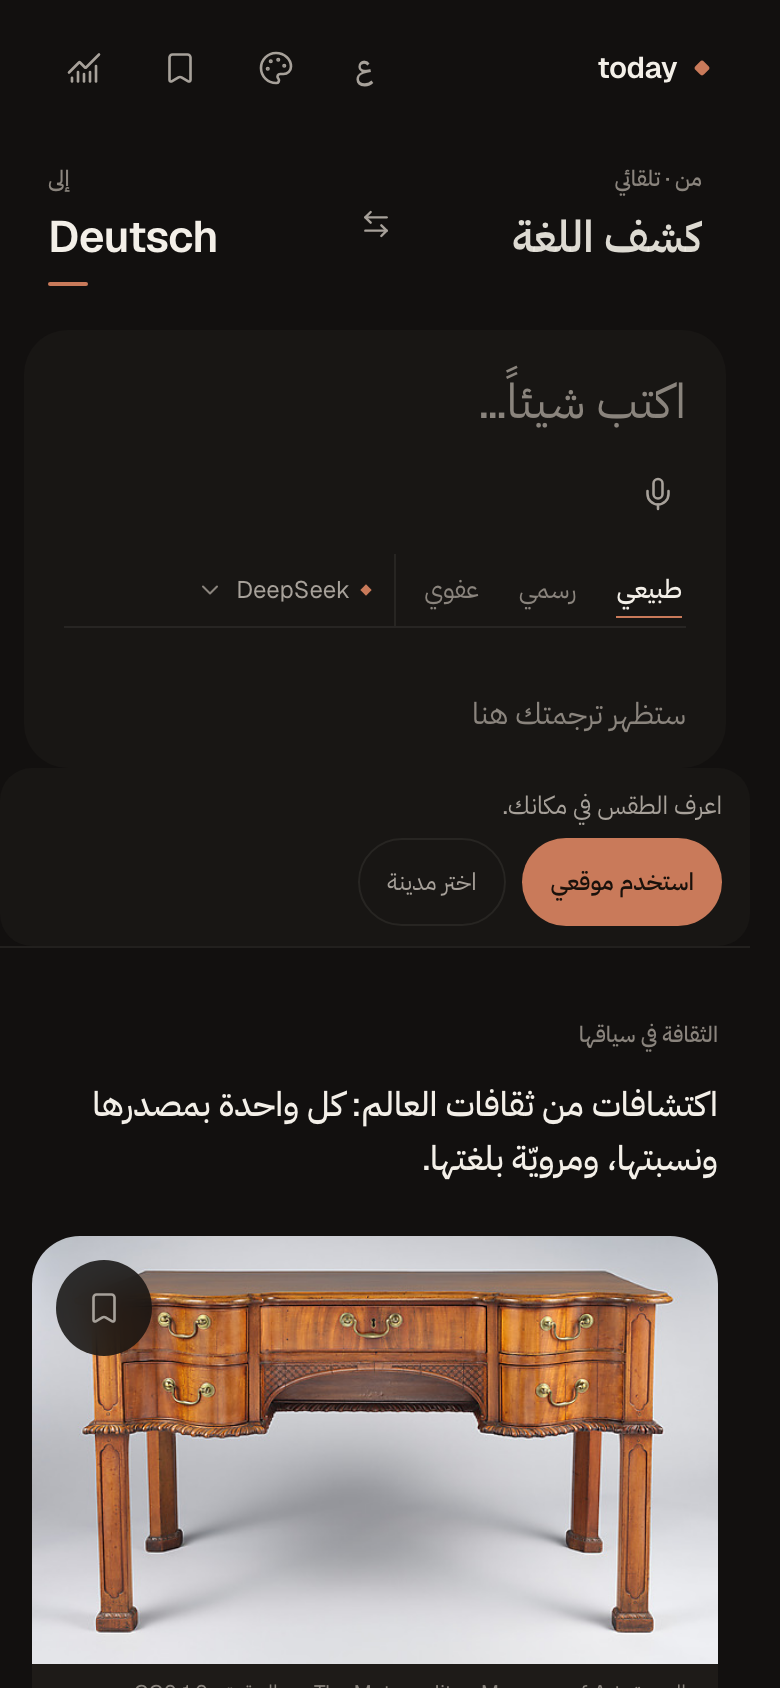 today
ع
من · تلقائي
إلى
كشف اللغة
Deutsch
اكتب شيئاً...
طبيعي
رسمي
عفوي
DeepSeek
ستظهر ترجمتك هنا
اعرف الطقس في مكانك.
استخدم موقعي
اختر مدينة
الثقافة في سياقها
اكتشافات من ثقافات العالم: كل واحدة بمصدرها
ونسبتها، ومرويّة بلغتها.